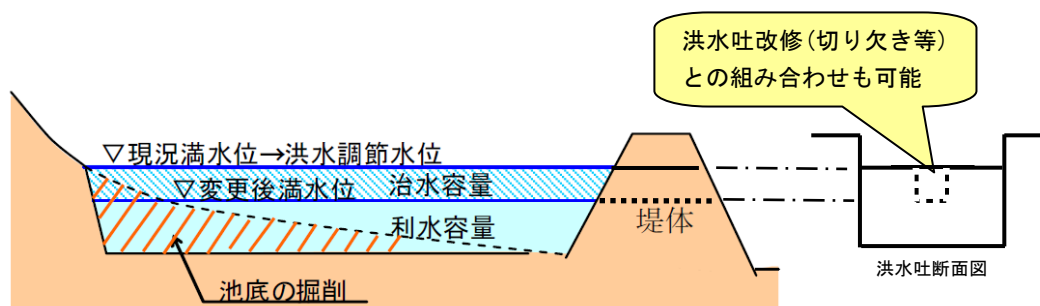 洪水吐改修(切り欠き等)
との組み合わせも可能
▽現況満水位→洪水調節水位
▽変更後満水位
治水容量
利水容量
堤体
池底の掘削
洪水吐断面図